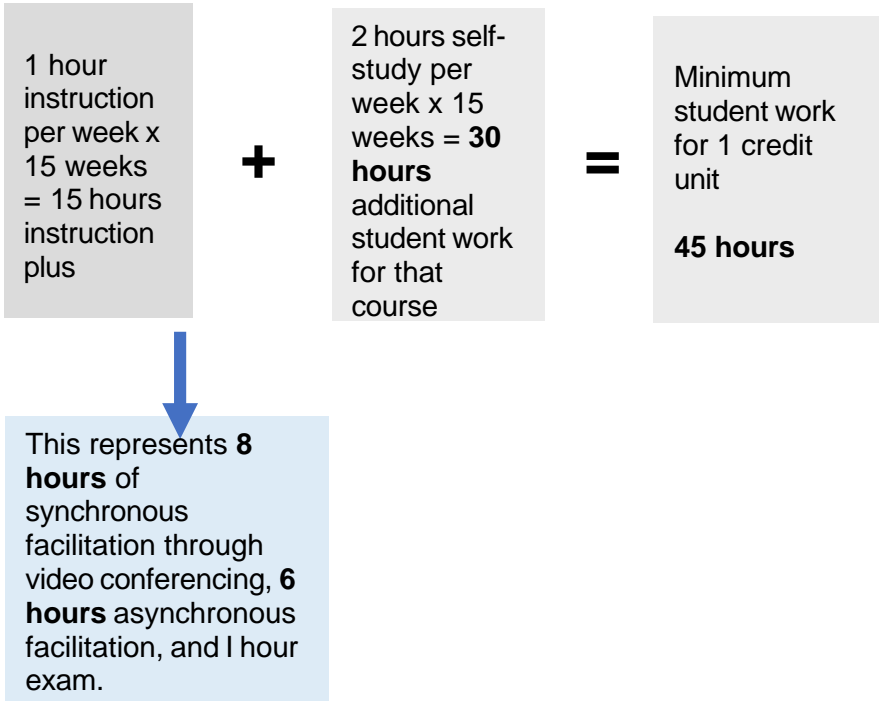 1 hour
instruction
per week x
15 weeks
= 15 hours
instruction
plus
+
2 hours self-
study per
week x 15
weeks = 30
hours
additional
student work
for that
course
=
Minimum
student work
for 1 credit
unit
45 hours
This represents 8
hours of
synchronous
facilitation through
video conferencing, 6
hours asynchronous
facilitation, and I hour
exam.